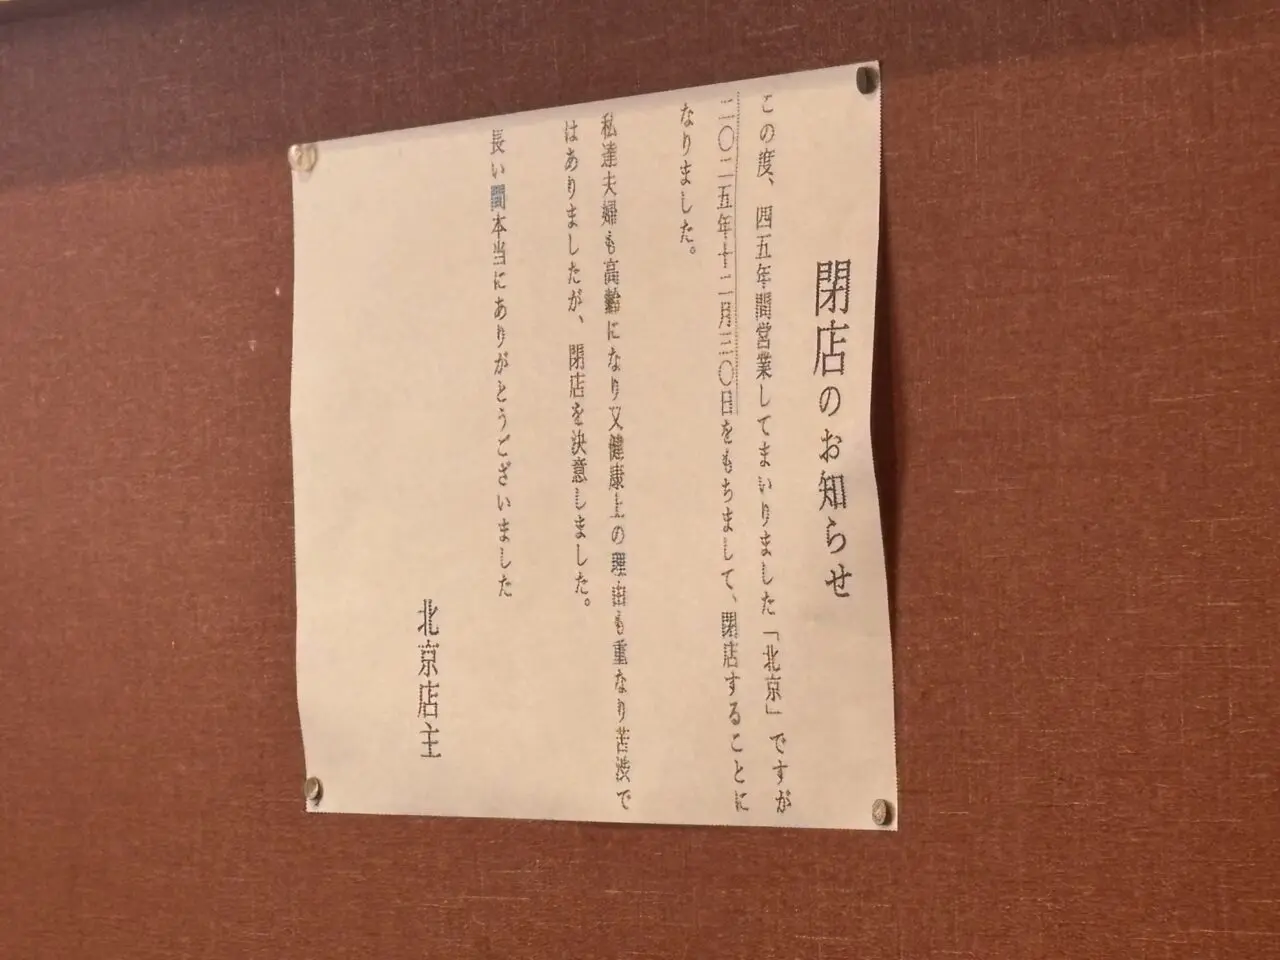 閉店のお知らせ
この度、四五年間営業してまいりました「北京」ですが
二〇二五年十二月三〇日をもちまして、閉店することに
なりました。
私達夫婦も高齢になり又健康上の理由も重なり苦渋で
はありましたが、閉店を決意しました。
長い間本当にありがとうございました
北京店主